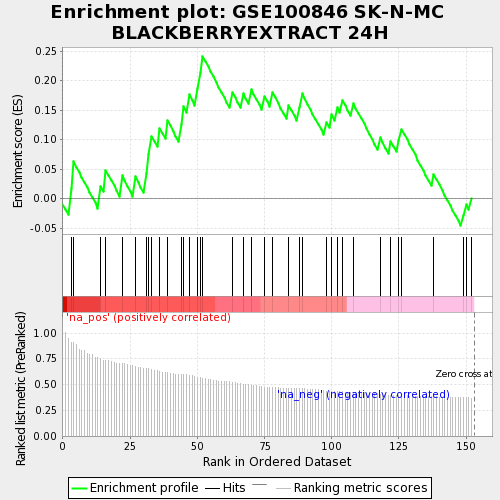 Enrichment plot: GSE100846 SK-N-MC
BLACKBERRYEXTRACT 24H
Enrichment score (ES)
0.25
0.20
0.15
0.10
0.05
0.00
-0.05
'na_pos' (positively correlated)
Ranked list metric (PreRanked)
1.00
0.75
0.50
0.25
0.00
Zero cross at
'na_neg' (negatively correlated)
0
25
50
75
100
125
150
Rank in Ordered Dataset
Enrichment profile
Hits
Ranking metric scores